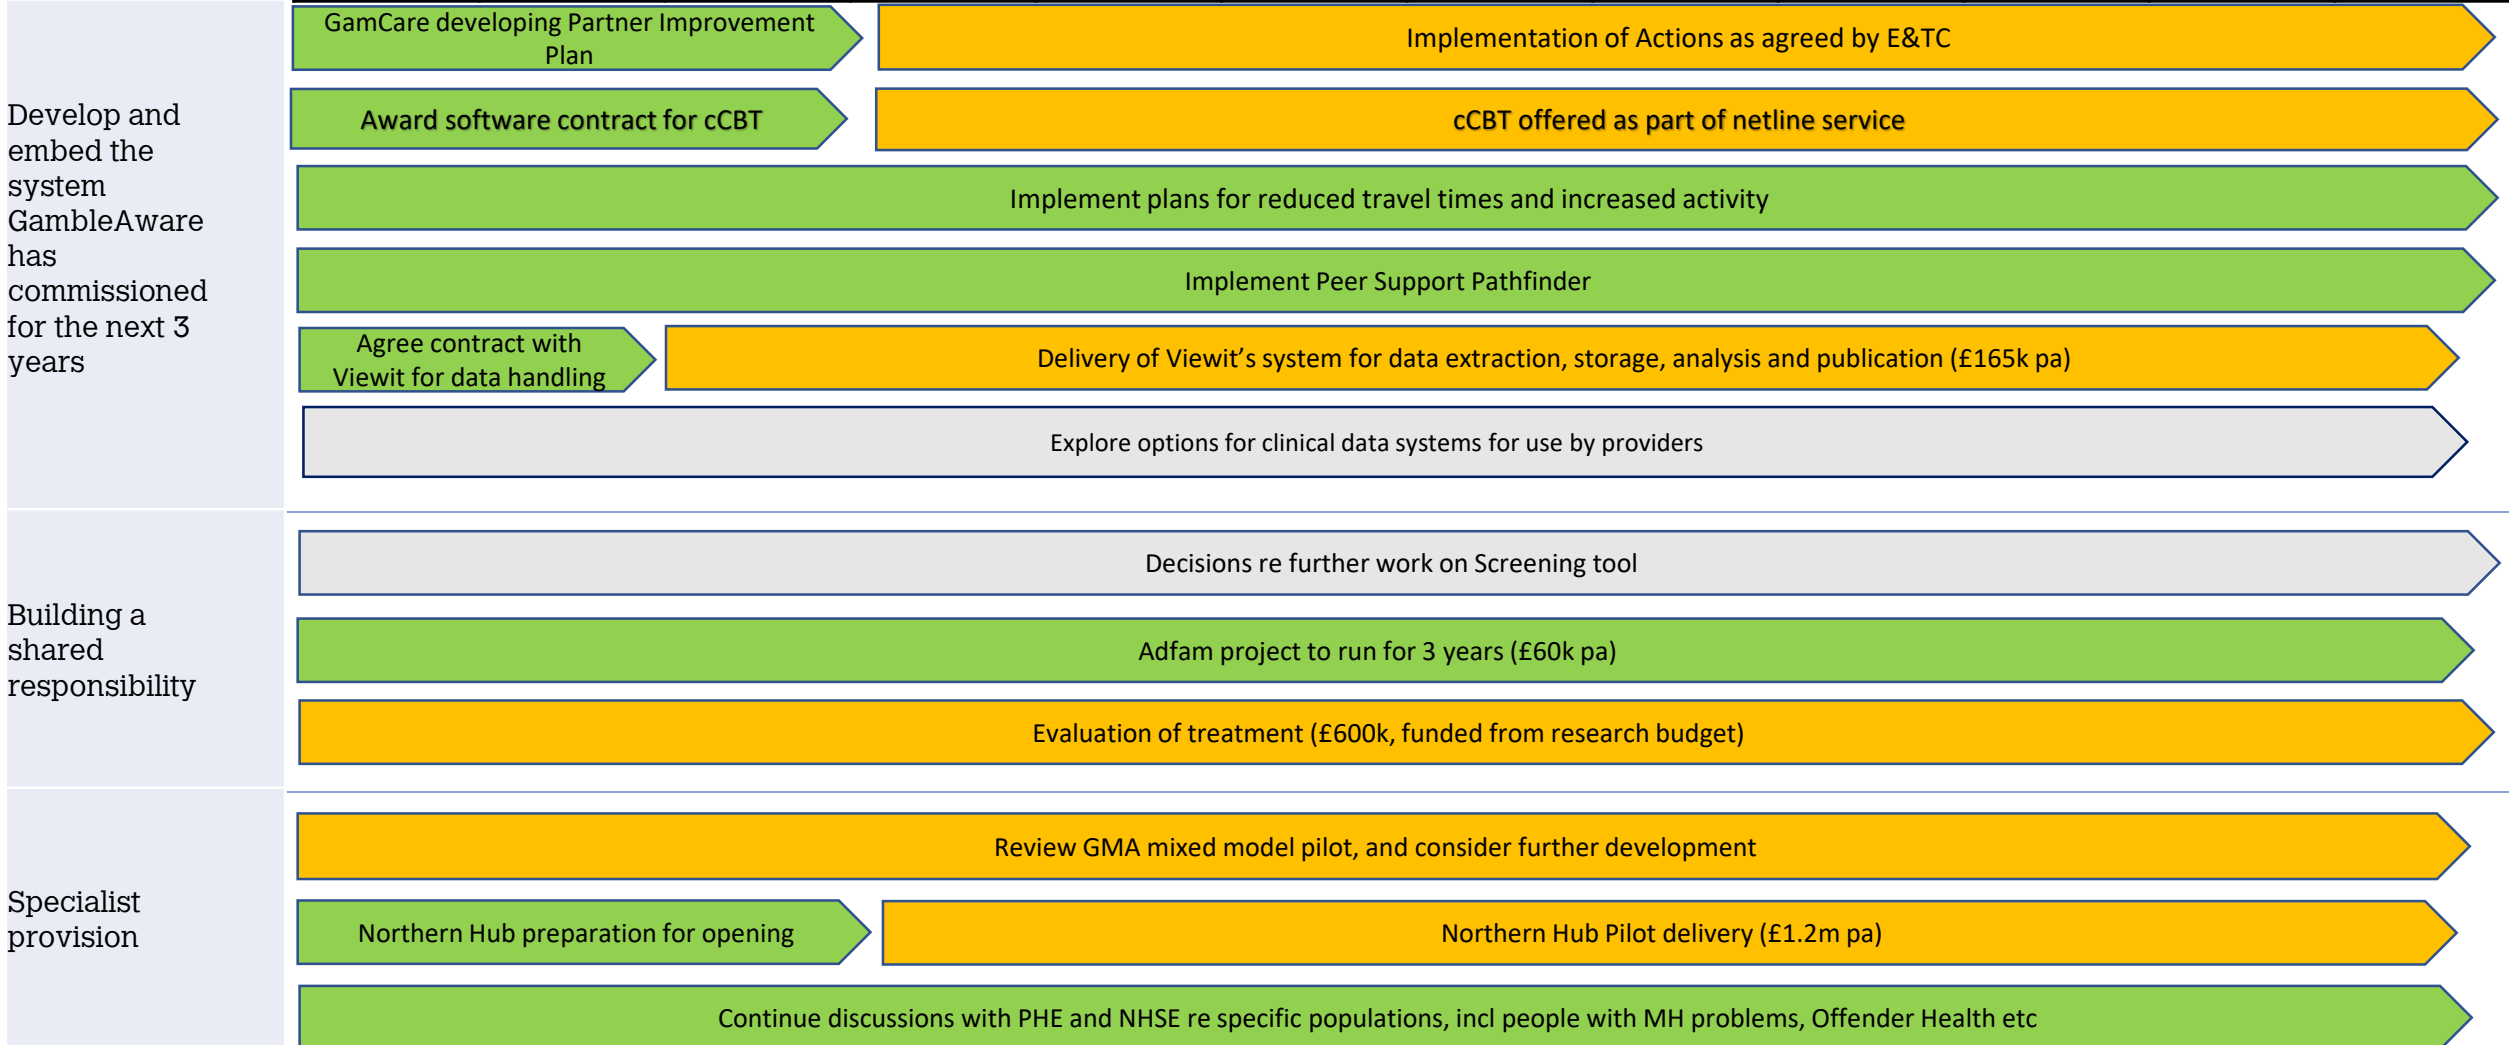 GamCare developing Partner Improvement
Plan
Implementation of Actions as agreed by E&TC
Develop and
embed the
system
GambleAware
has
commissioned
for the next 3
years
Award software contract for cCBT
cCBT offered as part of netline service
Implement plans for reduced travel times and increased activity
Implement Peer Support Pathfinder
Agree contract with
Viewit for data handling
Delivery of Viewit's system for data extraction, storage, analysis and publication (£165k pa)
Explore options for clinical data systems for use by providers
Building a
shared
responsibility
Decisions re further work on Screening tool
Adfam project to run for 3 years (£60k pa)
Evaluation of treatment (£600k, funded from research budget)
Specialist
provision
Review GMA mixed model pilot, and consider further development
Northern Hub preparation for opening
Northern Hub Pilot delivery (£1.2m pa)
Continue discussions with PHE and NHSE re specific populations, incl people with MH problems, Offender Health etc